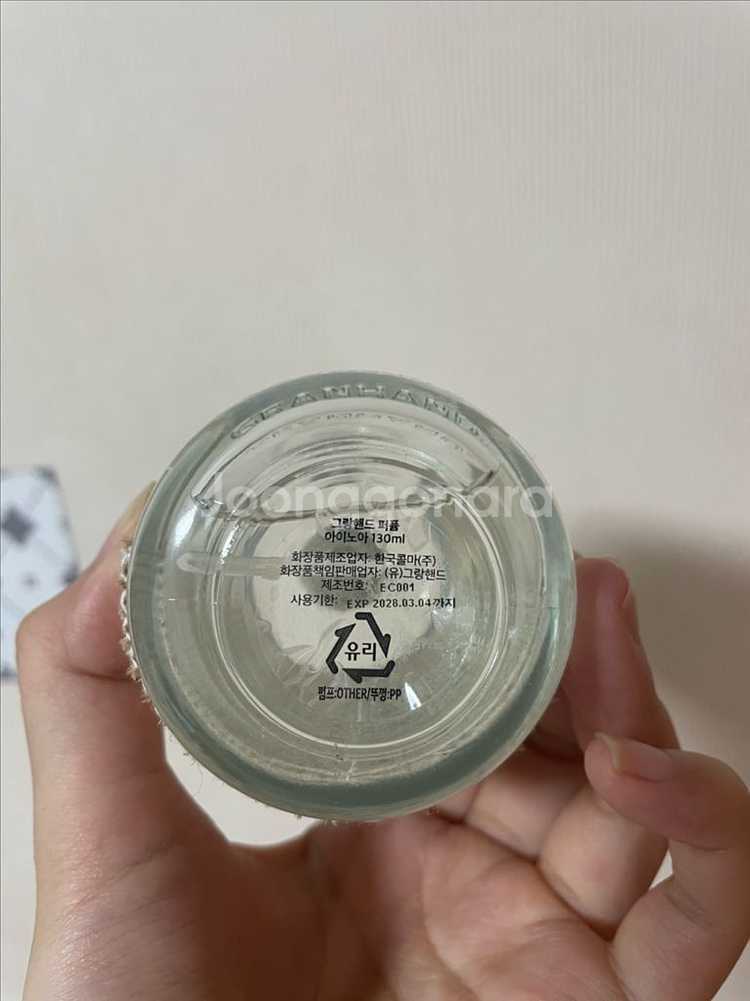 GRANHAND
Joonggonara
그랑핸드 퍼퓸
아이노아 130ml
화장품제조업자: 한국콜마(주)
화장품책임판매업자: (유)그랑핸드
제조번호: EC001
사용기한: EXP 2028.03.04까지
유리
펌프:OTHER/뚜껑:PP